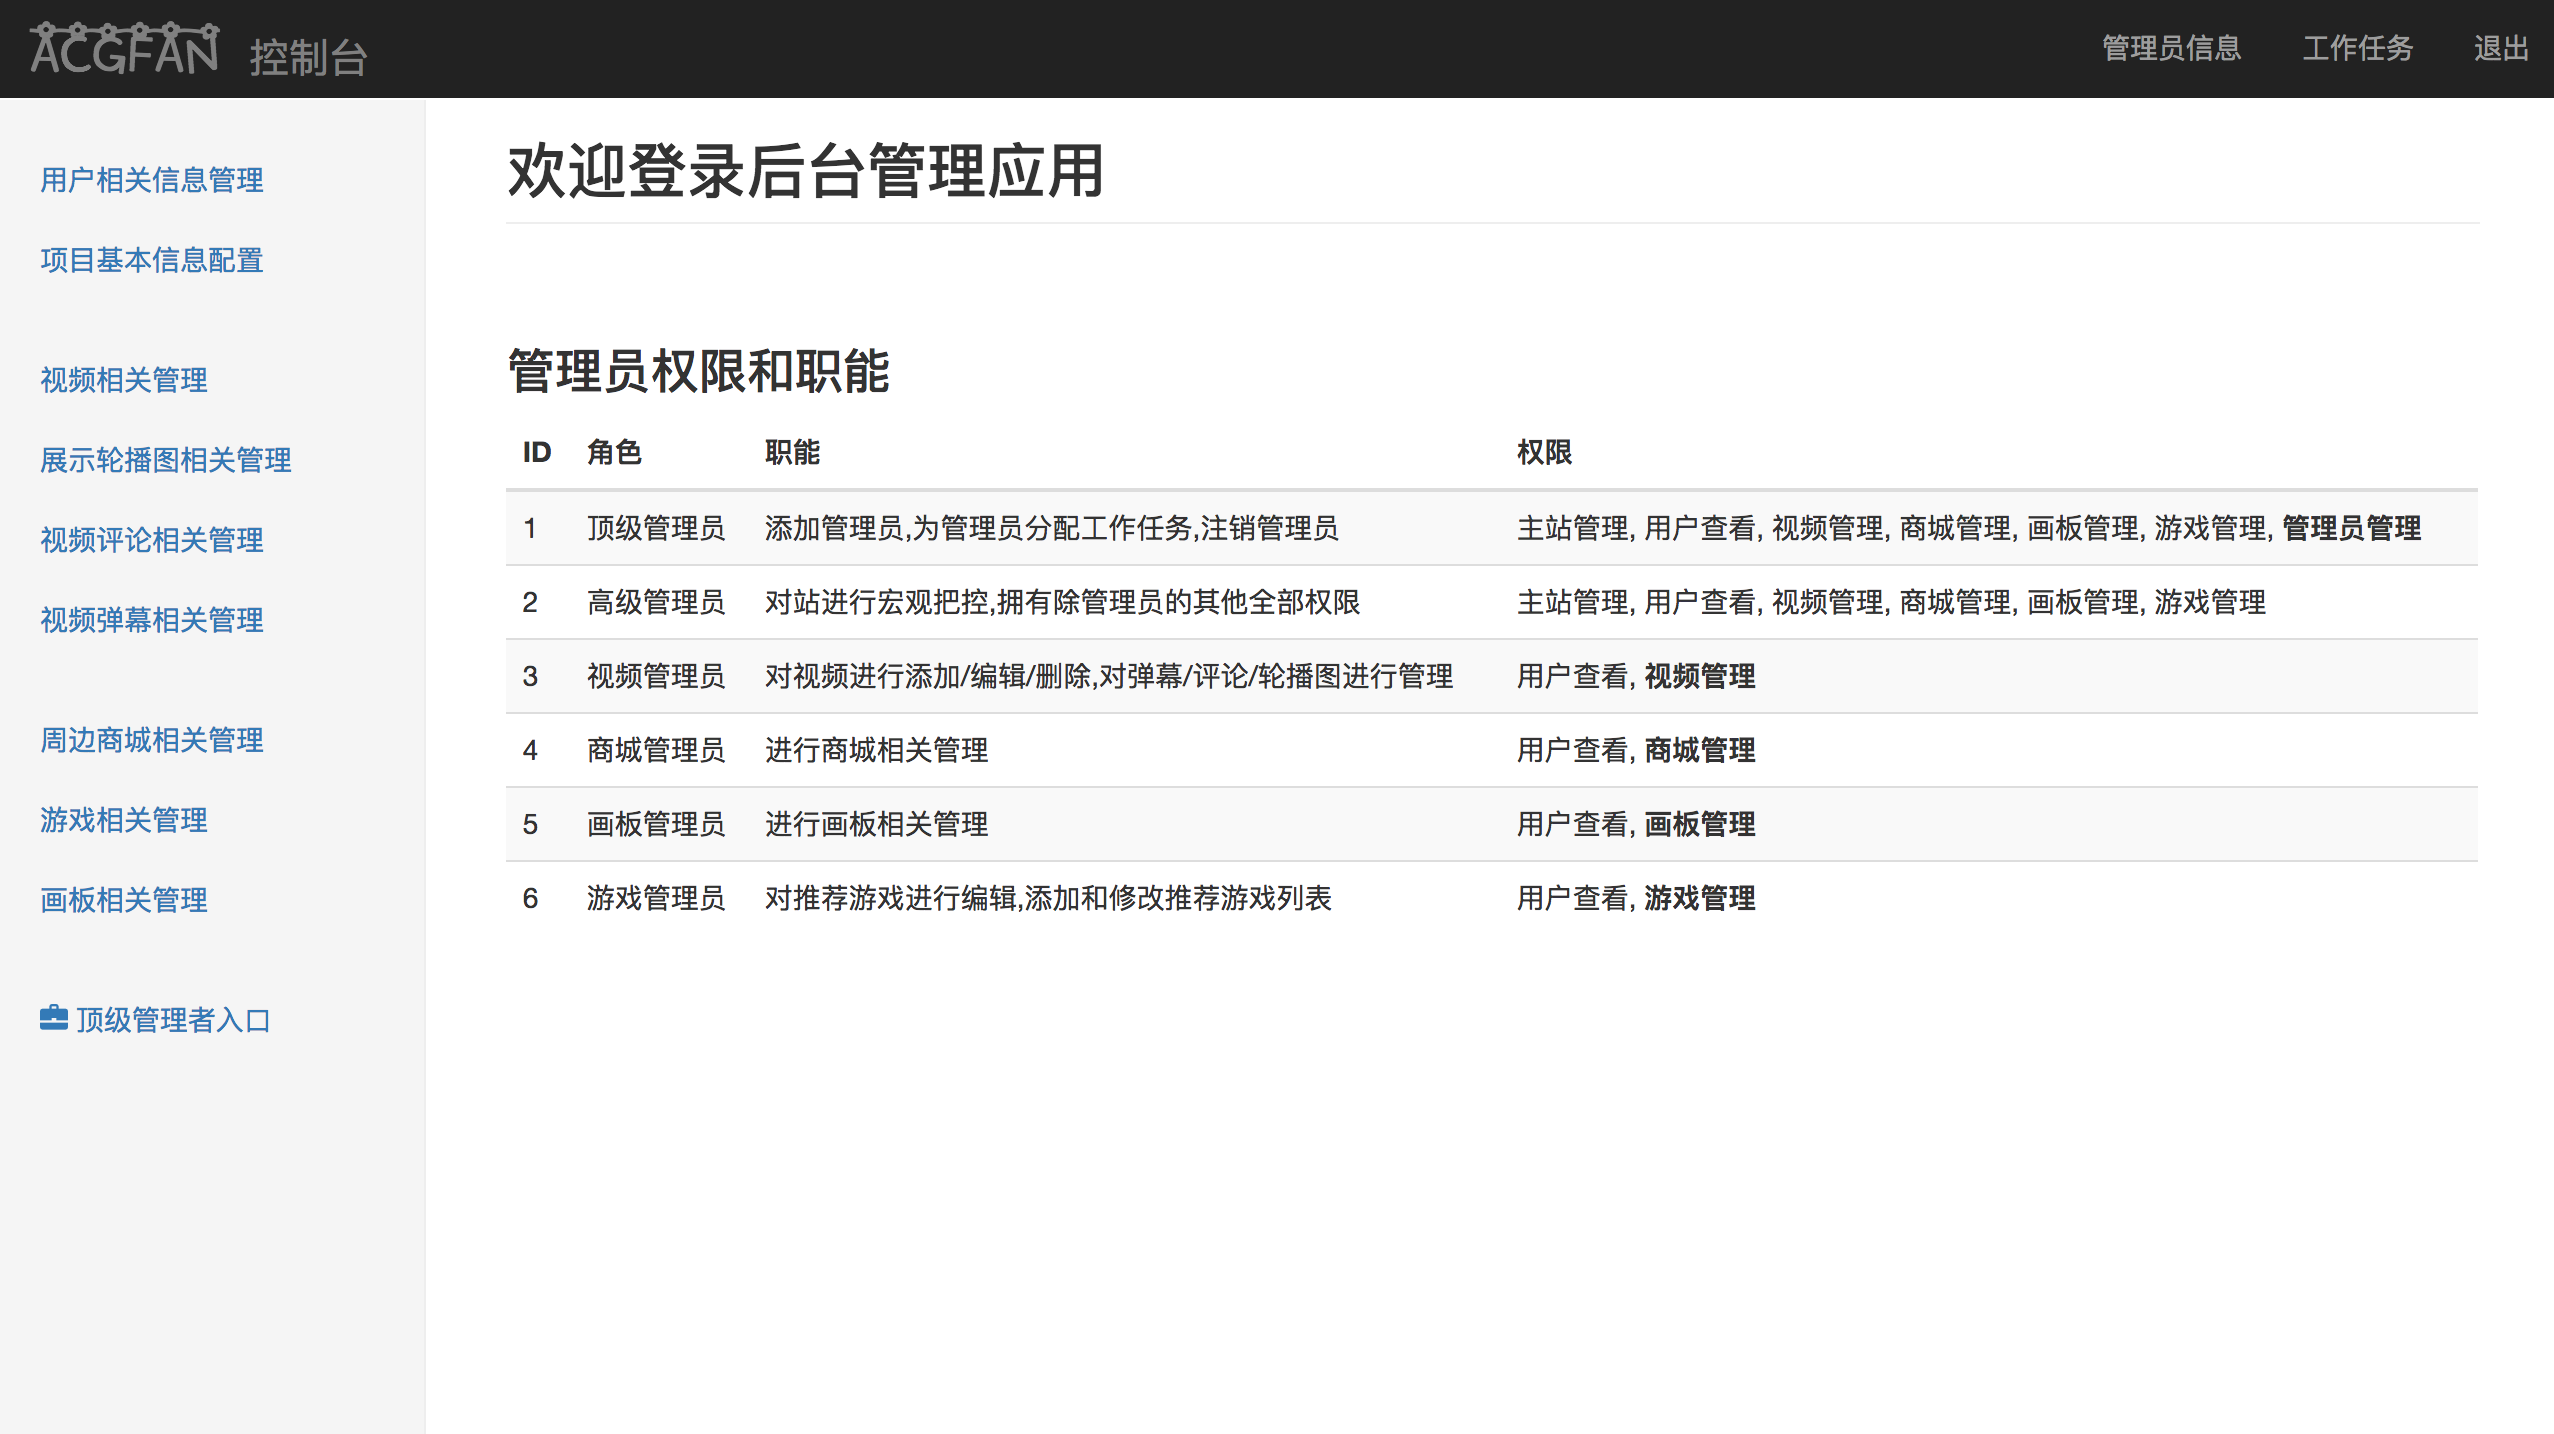 ACGFAN 控制台
管理员信息 工作任务 退出
用户相关信息管理
项目基本信息配置
视频相关管理
展示轮播图相关管理
视频评论相关管理
视频弹幕相关管理
周边商城相关管理
游戏相关管理
画板相关管理
顶级管理者入口
欢迎登录后台管理应用
管理员权限和职能
ID 角色 职能 权限
1 顶级管理员 添加管理员,为管理员分配工作任务,注销管理员 主站管理, 用户查看, 视频管理, 商城管理, 画板管理, 游戏管理, 管理员管理
2 高级管理员 对站进行宏观把控,拥有除管理员的其他全部权限 主站管理, 用户查看, 视频管理, 商城管理, 画板管理, 游戏管理
3 视频管理员 对视频进行添加/编辑/删除,对弹幕/评论/轮播图进行管理 用户查看, 视频管理
4 商城管理员 进行商城相关管理 用户查看, 商城管理
5 画板管理员 进行画板相关管理 用户查看, 画板管理
6 游戏管理员 对推荐游戏进行编辑,添加和修改推荐游戏列表 用户查看, 游戏管理